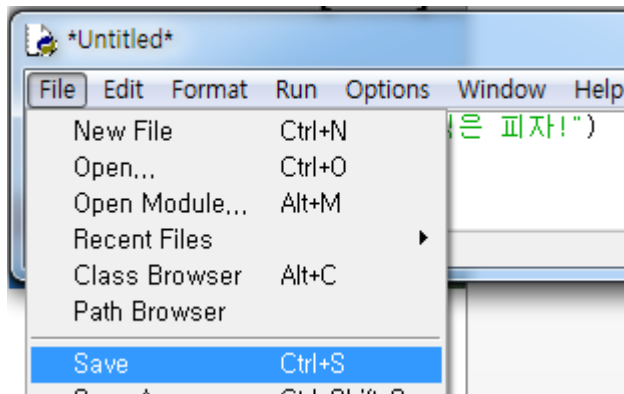 *Untitled*
File Edit Format Run Options Window Help
은 피자!")
New File Ctrl+N
Open... Ctrl+O
Open Module... Alt+M
Recent Files
Class Browser Alt+C
Path Browser
Save Ctrl+S